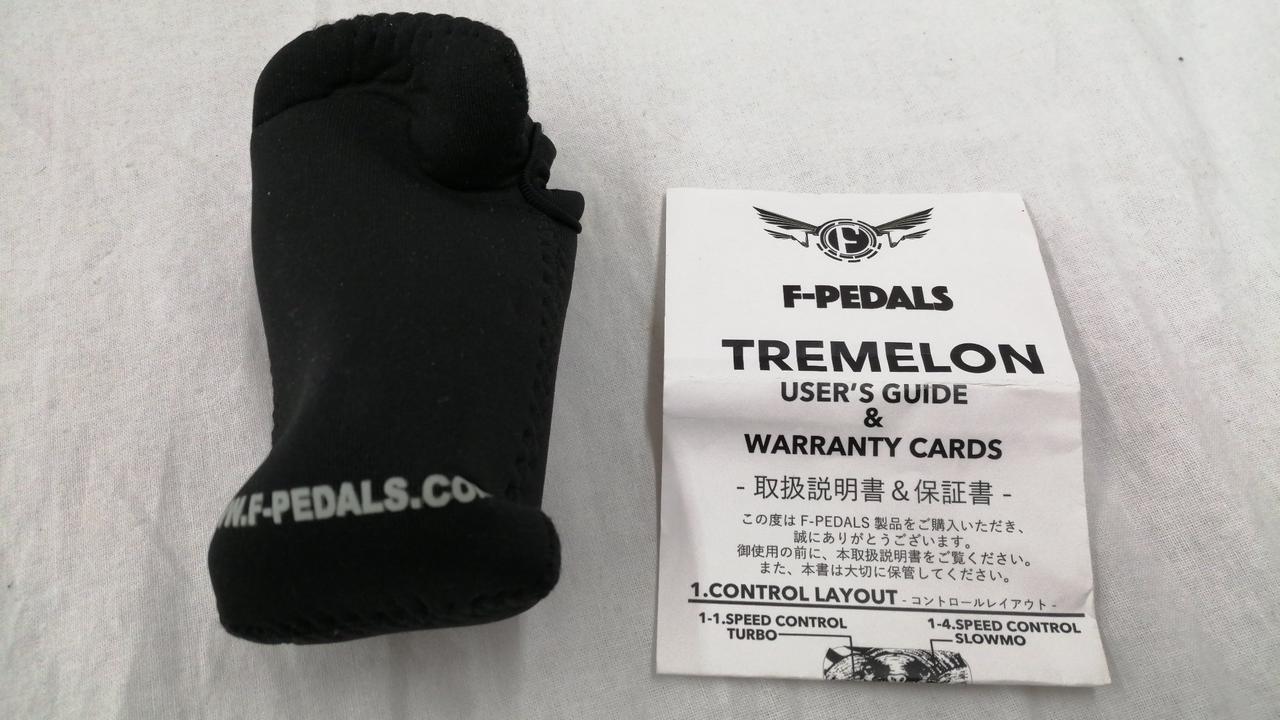 W.F-PEDALS.CO
F
F-PEDALS
TREMELON
USER'S GUIDE
&
WARRANTY CARDS
- 取扱説明書&保証書 -
この度は F-PEDALS 製品をご購入いただき、
誠にありがとうございます。
御使用の前に、本取扱説明書をご覧ください。
また、本書は大切に保管してください。
1.CONTROL LAYOUT - コントロールレイアウト -
1-1.SPEED CONTROL
TURBO
1-4.SPEED CONTROL
SLOWMO